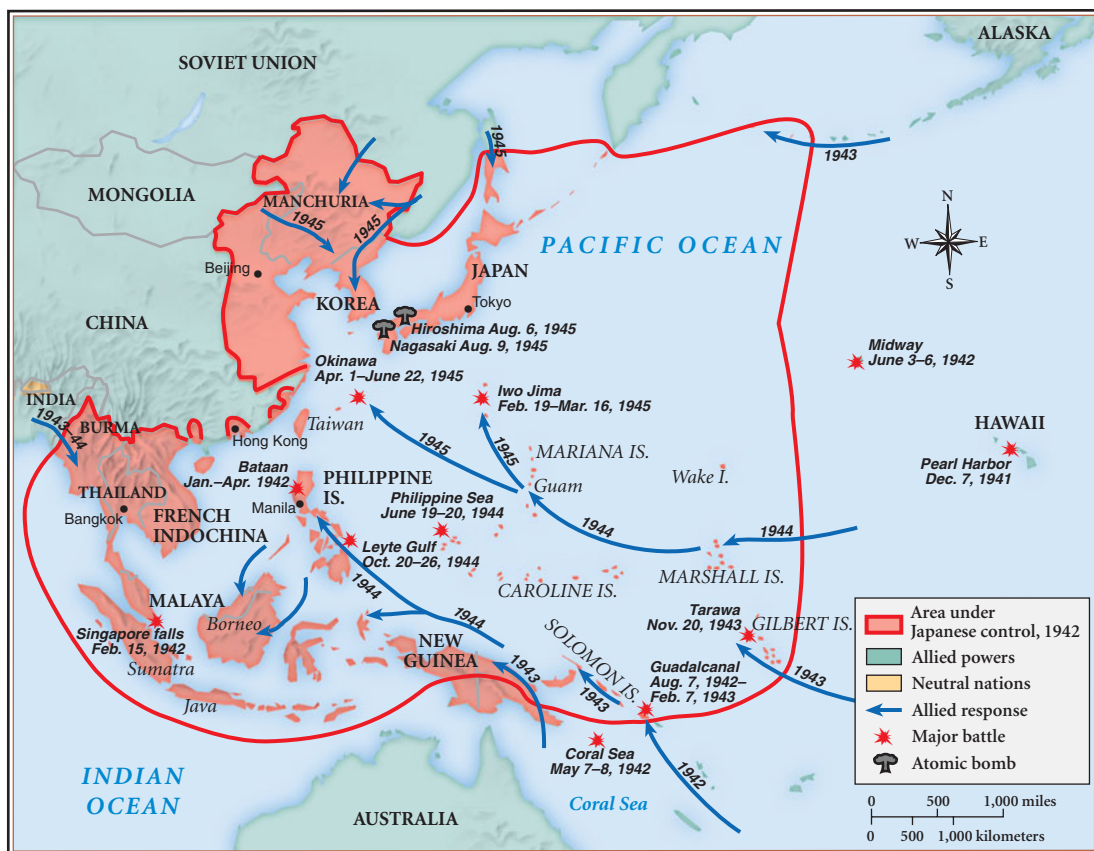 ALASKA
SOVIET UNION
1945
1943
MONGOLIA
MANCHURIA
1945
1945
N
W
E
S
PACIFIC OCEAN
Beijing
JAPAN
KOREA
Tokyo
CHINA
Hiroshima Aug. 6, 1945
Nagasaki Aug. 9, 1945
Midway
June 3–6, 1942
Okinawa
Apr. 1–June 22, 1945
Iwo Jima
Feb. 19–Mar. 16, 1945
INDIA
1943–44
BURMA
Hong Kong
Taiwan
1945
1945
HAWAII
Pearl Harbor
Dec. 7, 1941
MARIANA IS.
Guam
Wake I.
Bataan
Jan.–Apr. 1942
PHILIPPINE
IS.
Manila
THAILAND
Bangkok
FRENCH
INDOCHINA
Philippine Sea
June 19–20, 1944
Leyte Gulf
Oct. 20–26, 1944
1944
1944
MARSHALL IS.
CAROLINE IS.
1944
1944
MALAYA
Borneo
Singapore falls
Feb. 15, 1942
Sumatra
Java
NEW
GUINEA
1943
SOLOMON IS.
1943
Tarawa
Nov. 20, 1943
GILBERT IS.
1943
Guadalcanal
Aug. 7, 1942–
Feb. 7, 1943
Coral Sea
May 7–8, 1942
1942
Coral Sea
INDIAN
OCEAN
AUSTRALIA
Area under
Japanese control, 1942
Allied powers
Neutral nations
Allied response
Major battle
Atomic bomb
0 500 1,000 miles
0 500 1,000 kilometers